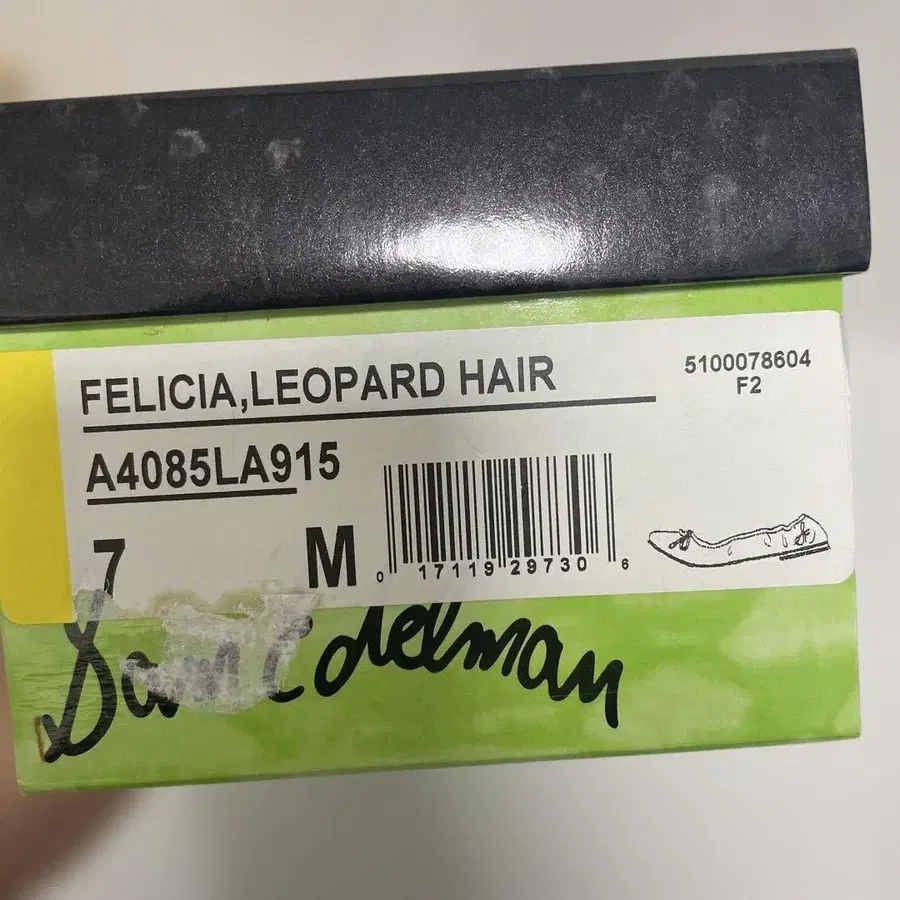 FELICIA,LEOPARD HAIR
5100078604
F2
A4085LA915
7 M
0 17119 29730 6
Sam Edelman